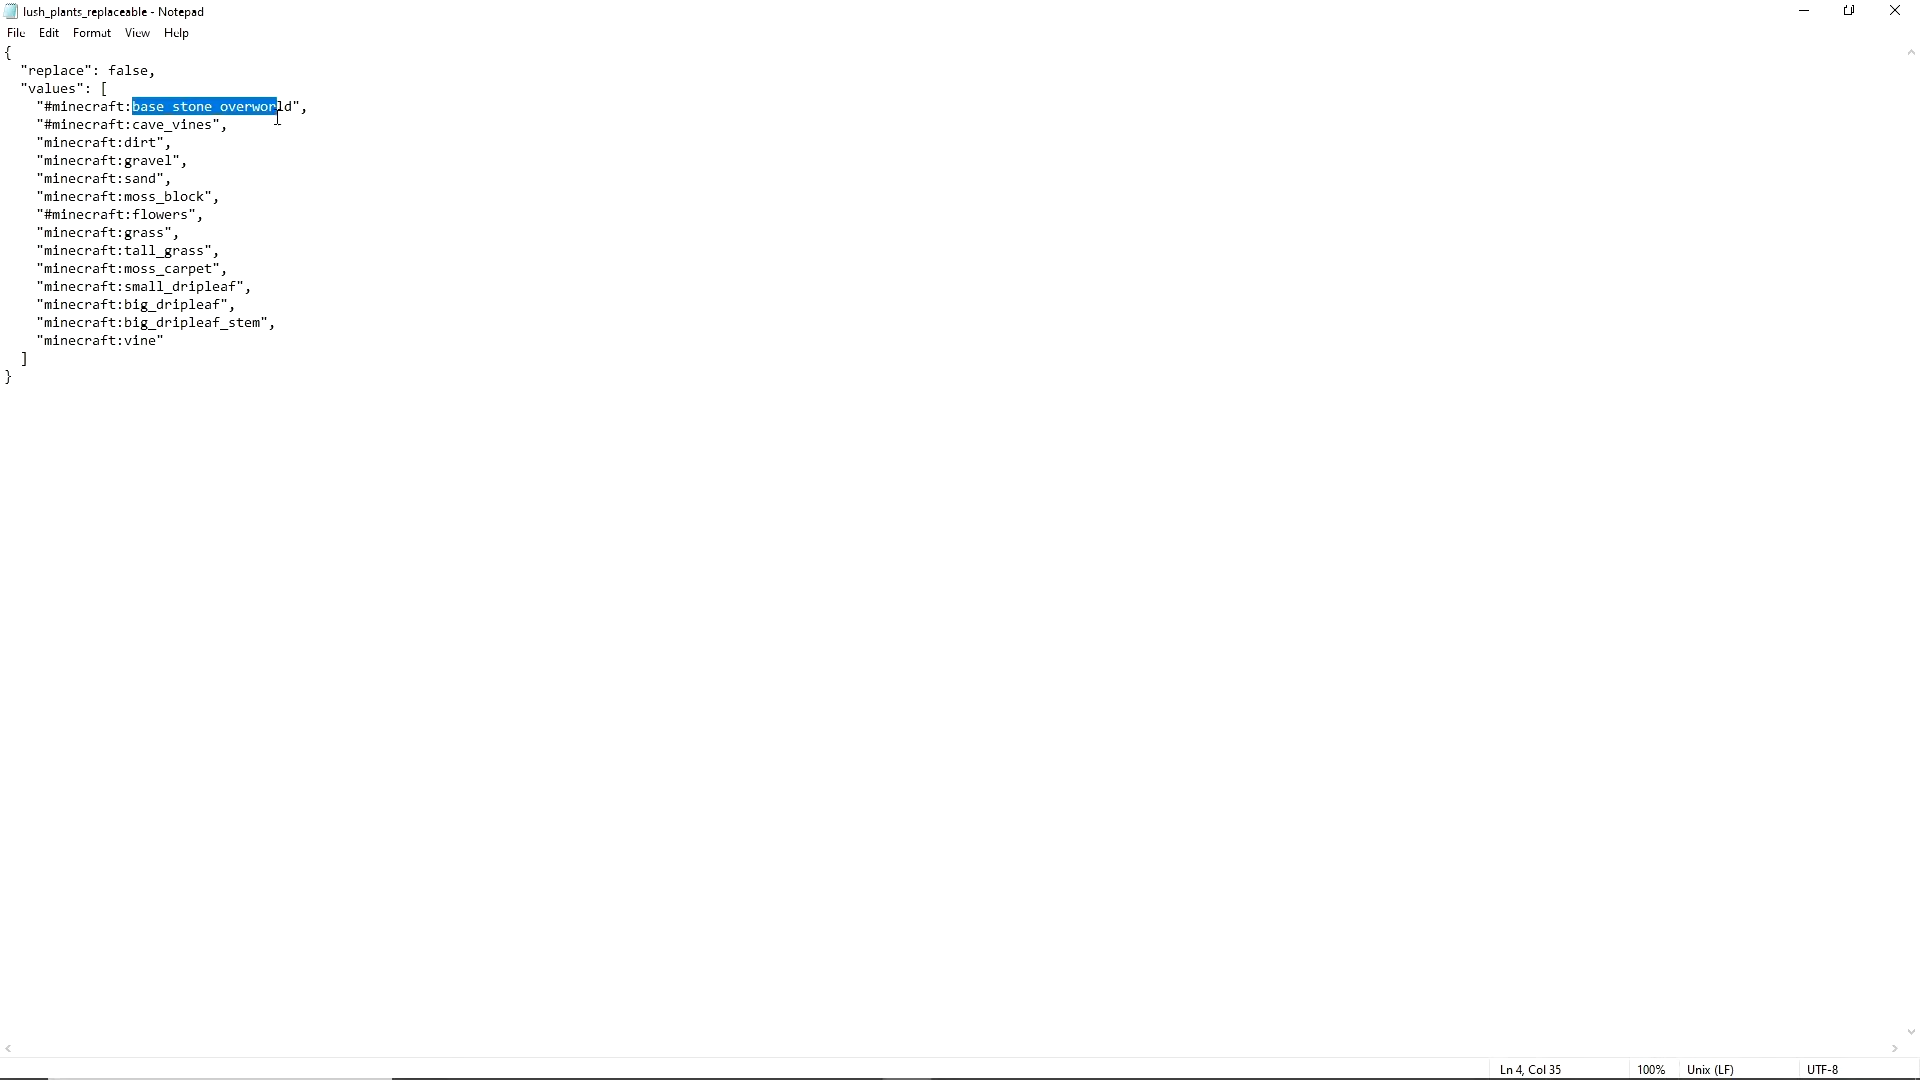 lush_plants_replaceable - Notepad
File Edit Format View Help
{
"replace": false,
"values": [
"#minecraft:base_stone_overworld",
"#minecraft:cave_vines",
"minecraft:dirt",
"minecraft:gravel",
"minecraft:sand",
"minecraft:moss_block",
"#minecraft:flowers",
"minecraft:grass",
"minecraft:tall_grass",
"minecraft:moss_carpet",
"minecraft:small_dripleaf",
"minecraft:big_dripleaf",
"minecraft:big_dripleaf_stem",
"minecraft:vine"
]
}
Ln 4, Col 35 100% Unix (LF) UTF-8